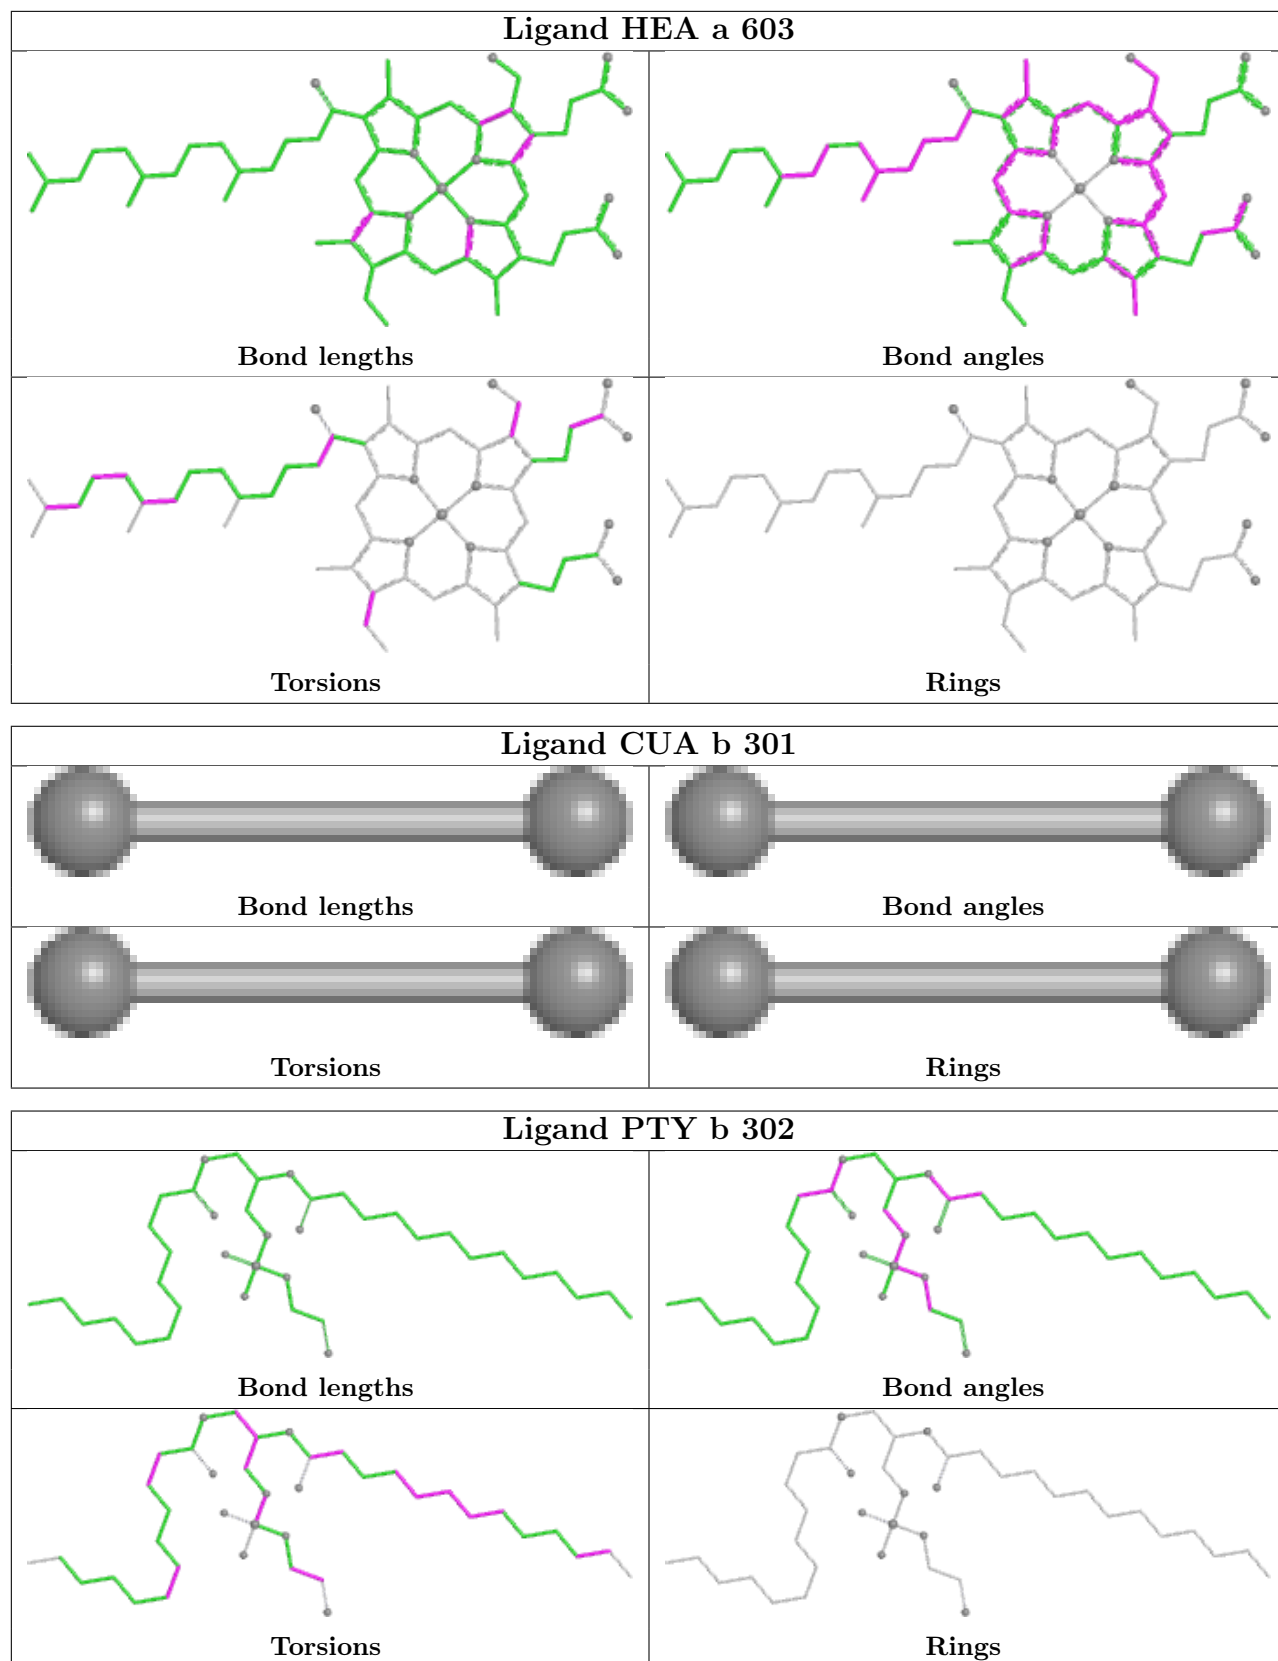 Ligand HEA a 603
Bond lengths
Bond angles
Torsions
Rings
Ligand CUA b 301
Bond lengths
Bond angles
Torsions
Rings
Ligand PTY b 302
Bond lengths
Bond angles
Torsions
Rings